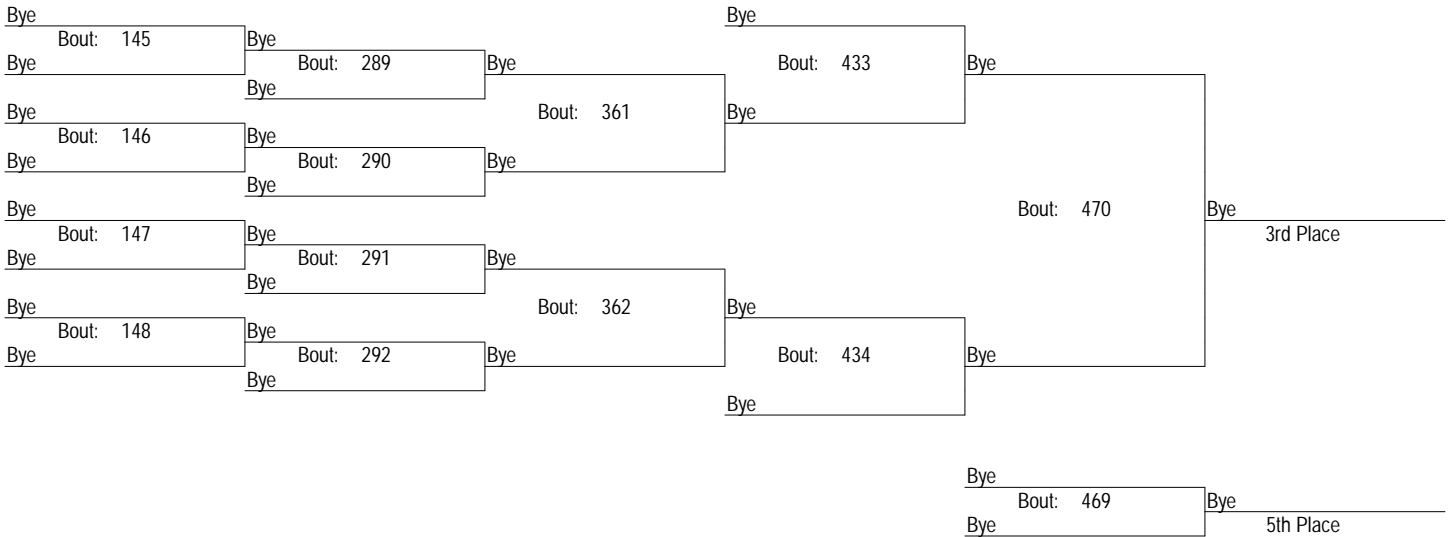 Bye Bye
Bout: 145 Bye
Bye Bout: 289 Bye Bout: 433 Bye
Bye
Bye Bout: 361 Bye
Bout: 146 Bye
Bye Bout: 290 Bye
Bye
Bye Bout: 470 Bye
Bout: 147 Bye 3rd Place
Bye Bout: 291 Bye
Bye
Bye Bout: 362 Bye
Bout: 148 Bye
Bye Bout: 292 Bye Bout: 434 Bye
Bye
Bye
Bye
Bout: 469 Bye
Bye 5th Place